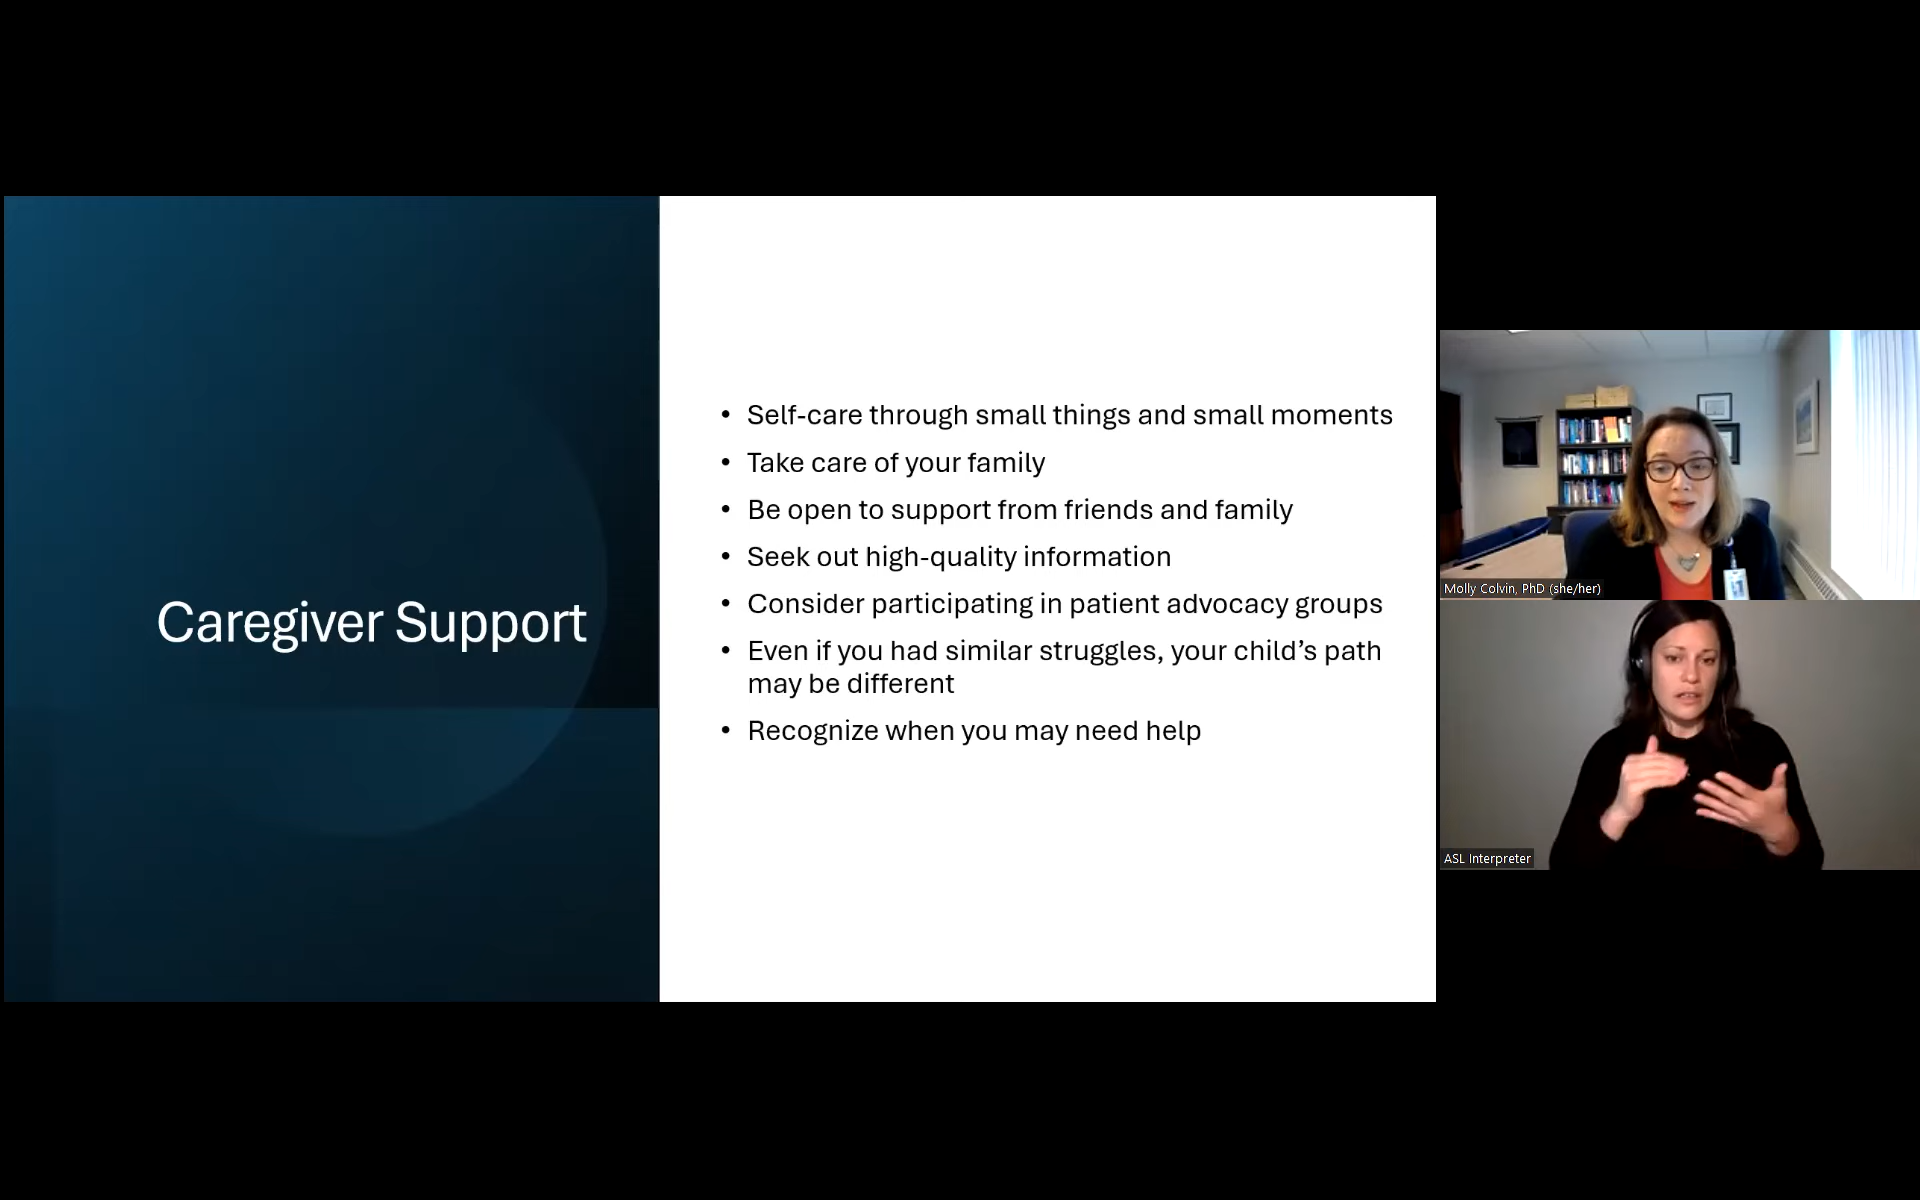 Caregiver Support
• Self-care through small things and small moments
• Take care of your family
• Be open to support from friends and family
• Seek out high-quality information
• Consider participating in patient advocacy groups
• Even if you had similar struggles, your child’s path
may be different
• Recognize when you may need help
Molly Colvin, PhD (she/her)
ASL Interpreter